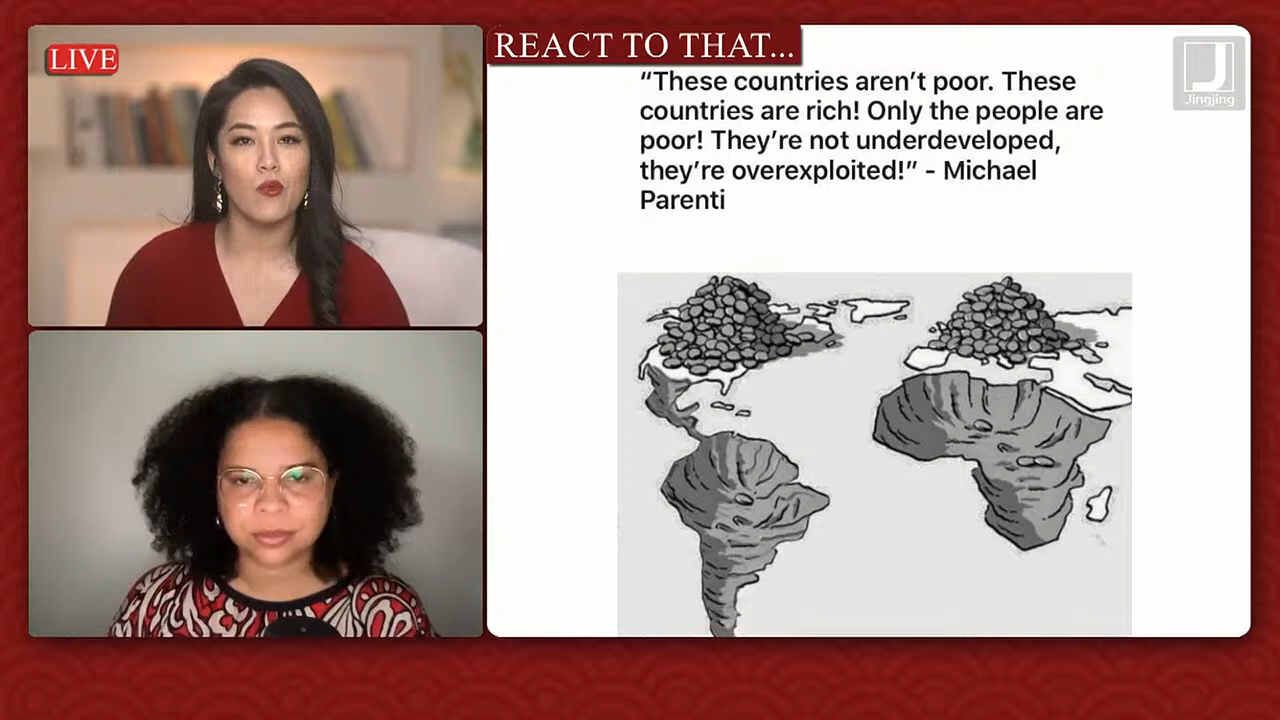 LIVE
REACT TO THAT...
J
Jingjing
“These countries aren’t poor. These
countries are rich! Only the people are
poor! They’re not underdeveloped,
they’re overexploited!” - Michael
Parenti